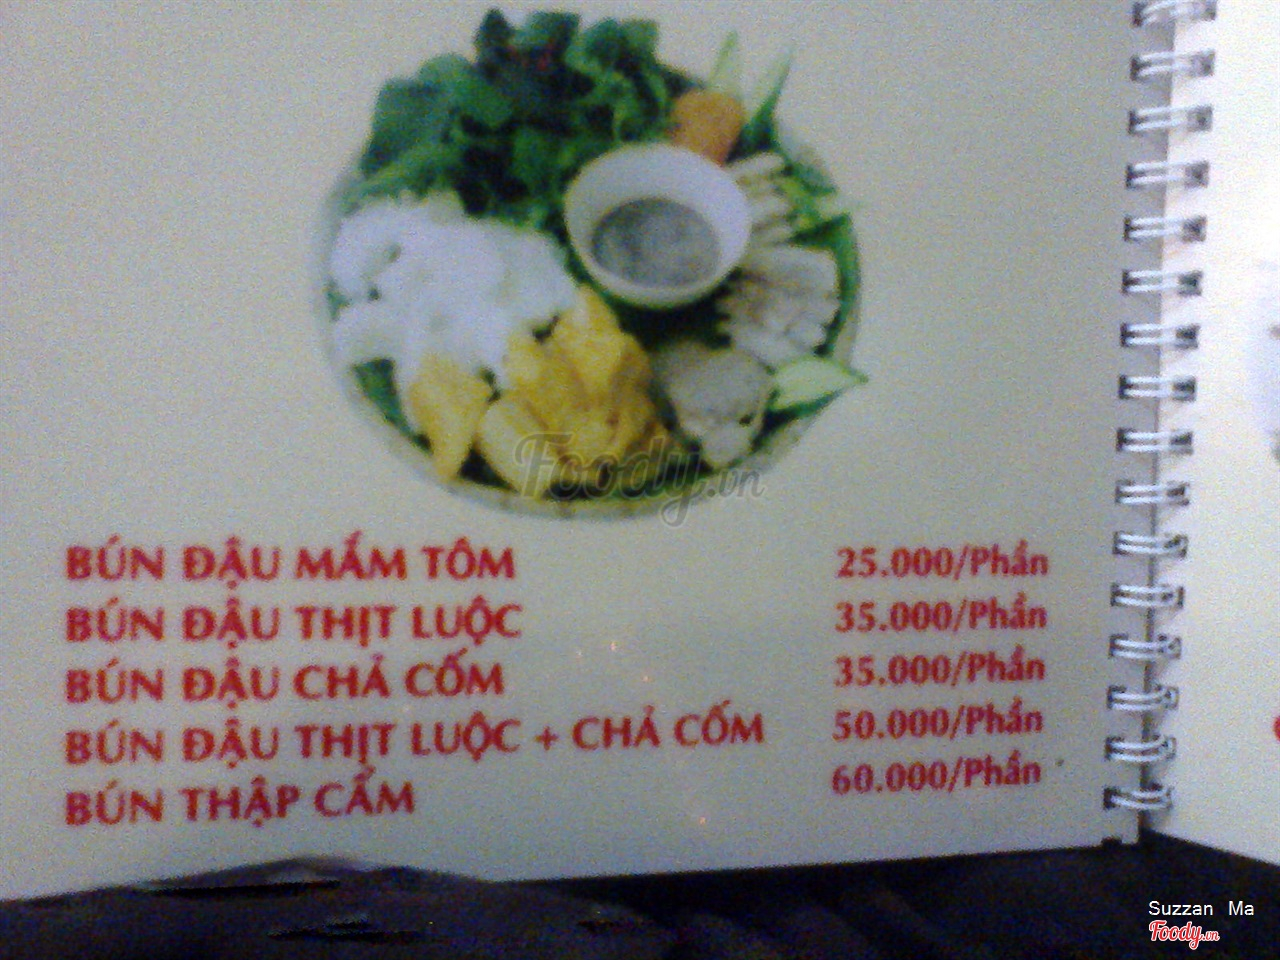 Foody.vn
BÚN ĐẬU MẮM TÔM 25.000/Phần
BÚN ĐẬU THỊT LUỘC 35.000/Phần
BÚN ĐẬU CHẢ CỐM 35.000/Phần
BÚN ĐẬU THỊT LUỘC + CHẢ CỐM 50.000/Phần
BÚN THẬP CẨM 60.000/Phần
Suzzan Ma
Foody.vn